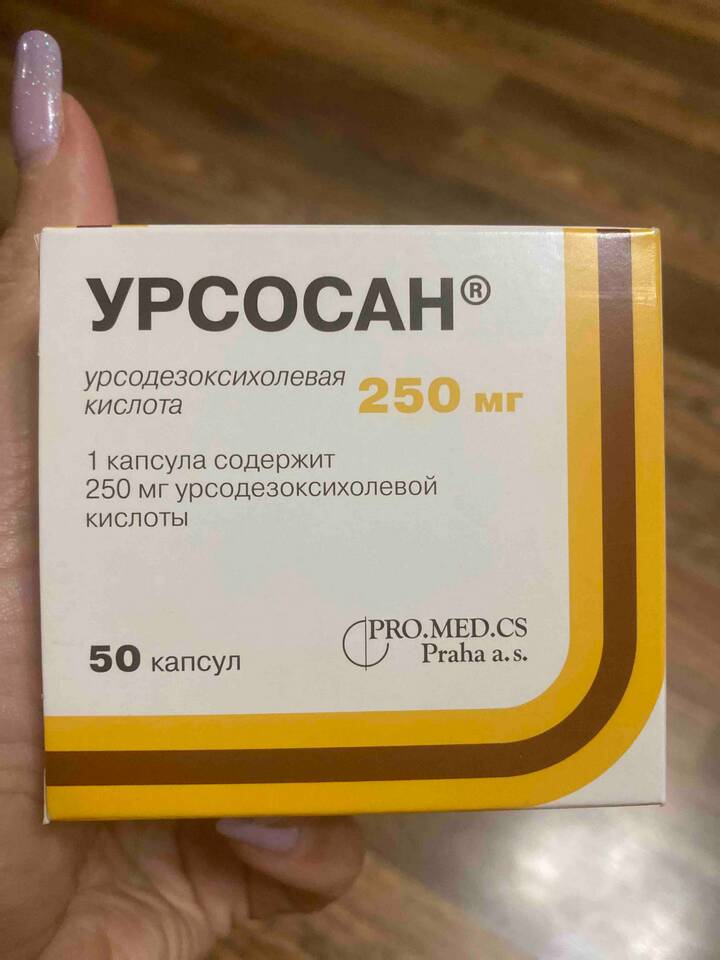 УРСОСАН®
урсодезоксихолевая
кислота
250 мг
1 капсула содержит
250 мг урсодезоксихолевой
кислоты
50 капсул
PRO.MED.CS
Praha a.s.